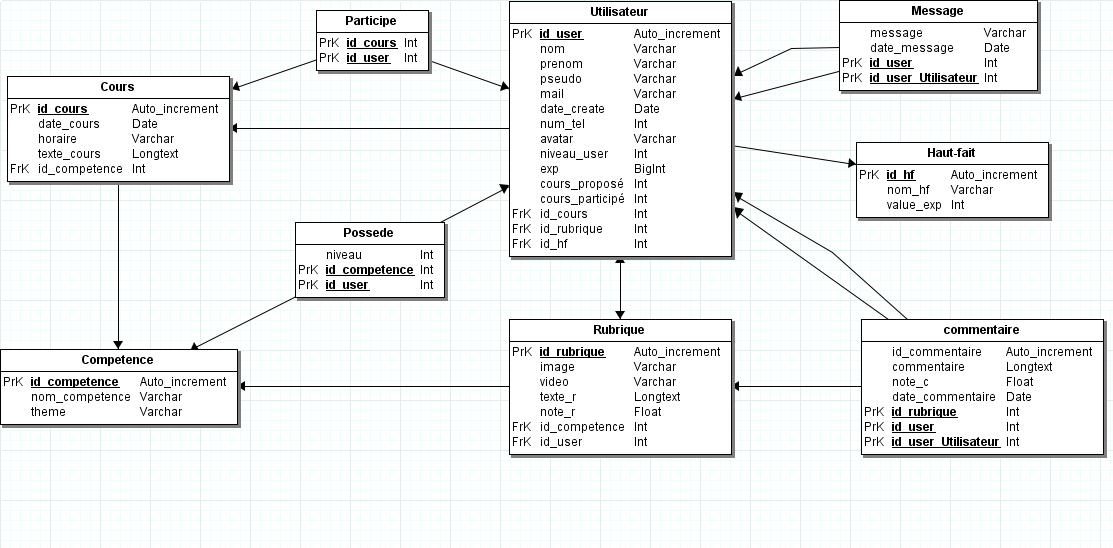 Participe
PrK id_cours Int
PrK id_user Int
Utilisateur
PrK id_user Auto_increment
nom Varchar
prenom Varchar
pseudo Varchar
mail Varchar
date_create Date
num_tel Int
avatar Varchar
niveau_user Int
exp BigInt
cours_proposé Int
cours_participé Int
FrK id_cours Int
FrK id_rubrique Int
FrK id_hf Int
Message
message Varchar
date_message Date
PrK id_user Int
PrK id_user_Utilisateur Int
Cours
PrK id_cours Auto_increment
date_cours Date
horaire Varchar
texte_cours Longtext
FrK id_competence Int
Haut-fait
PrK id_hf Auto_increment
nom_hf Varchar
value_exp Int
Possede
niveau Int
PrK id_competence Int
PrK id_user Int
Competence
PrK id_competence Auto_increment
nom_competence Varchar
theme Varchar
Rubrique
PrK id_rubrique Auto_increment
image Varchar
video Varchar
texte_r Longtext
note_r Float
FrK id_competence Int
FrK id_user Int
commentaire
id_commentaire Auto_increment
commentaire Longtext
note_c Float
date_commentaire Date
PrK id_rubrique Int
PrK id_user Int
PrK id_user_Utilisateur Int